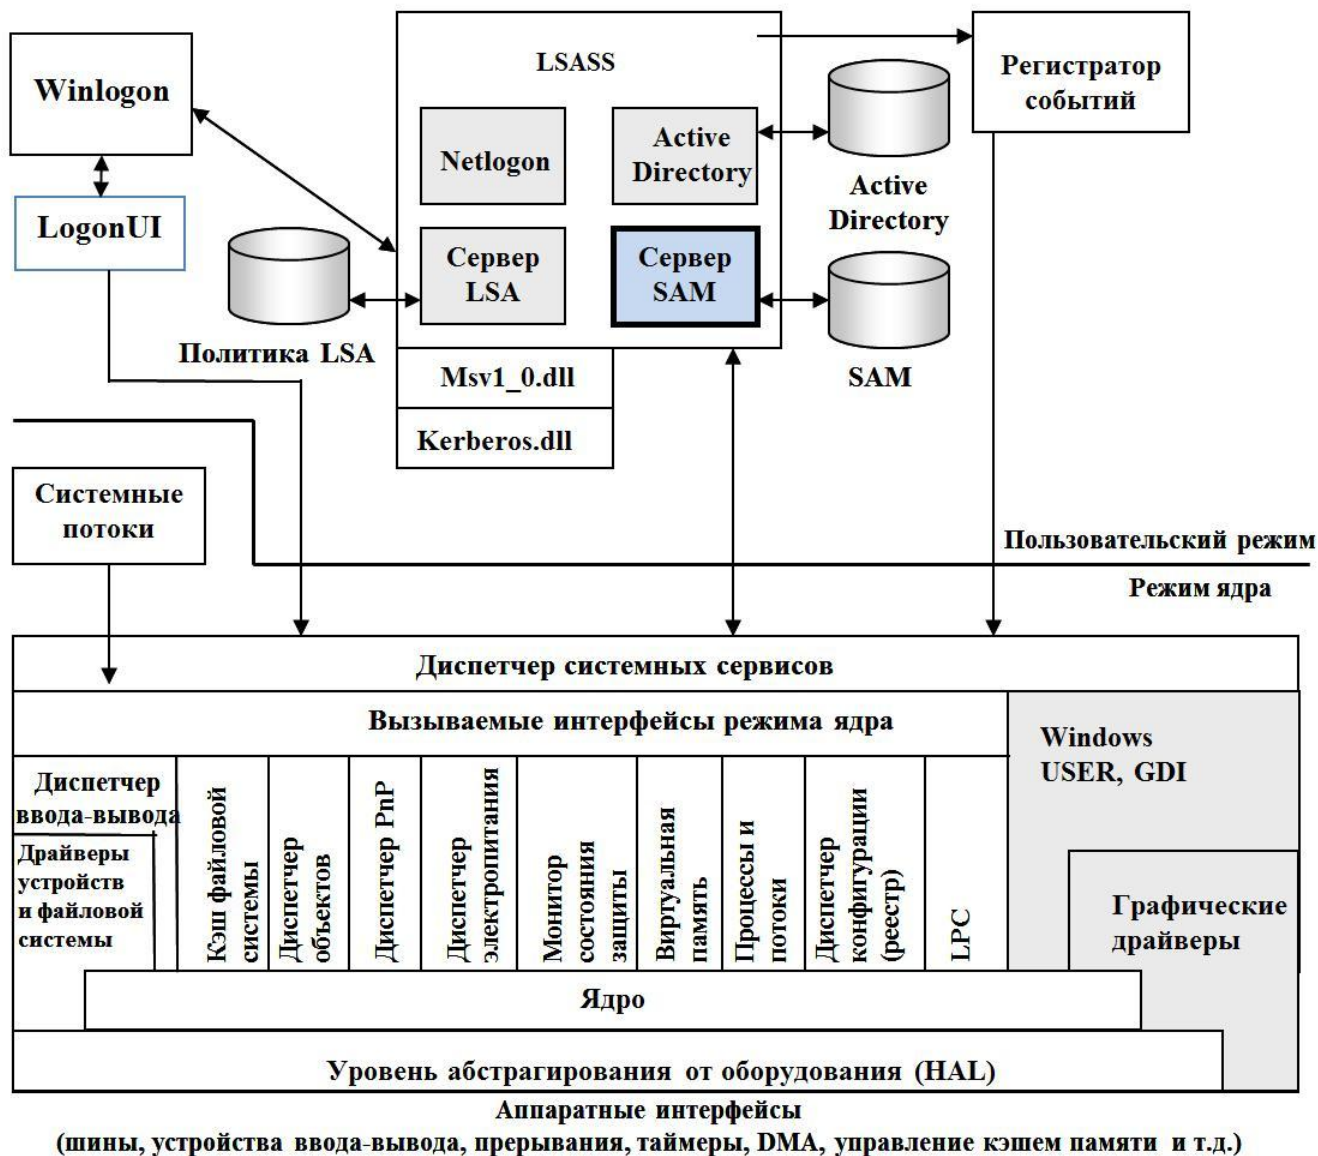 Winlogon
LogonUI
LSASS
Netlogon
Active
Directory
Сервер
LSA
Сервер
SAM
Msv1_0.dll
Kerberos.dll
Политика LSA
Active
Directory
SAM
Регистратор
событий
Системные
потоки
Пользовательский режим
Режим ядра
Диспетчер системных сервисов
Вызываемые интерфейсы режима ядра
Windows
USER, GDI
Диспетчер
ввода-вывода
Драйверы
устройств
и файловой
системы
Кэш файловой
системы
Диспетчер
объектов
Диспетчер PnP
Диспетчер
электропитания
Монитор
состояния
защиты
Виртуальная
память
Процессы и
потоки
Диспетчер
конфигурации
(реестр)
LPC
Графические
драйверы
Ядро
Уровень абстрагирования от оборудования (HAL)
Аппаратные интерфейсы
(шины, устройства ввода-вывода, прерывания, таймеры, DMA, управление кэшем памяти и т.д.)